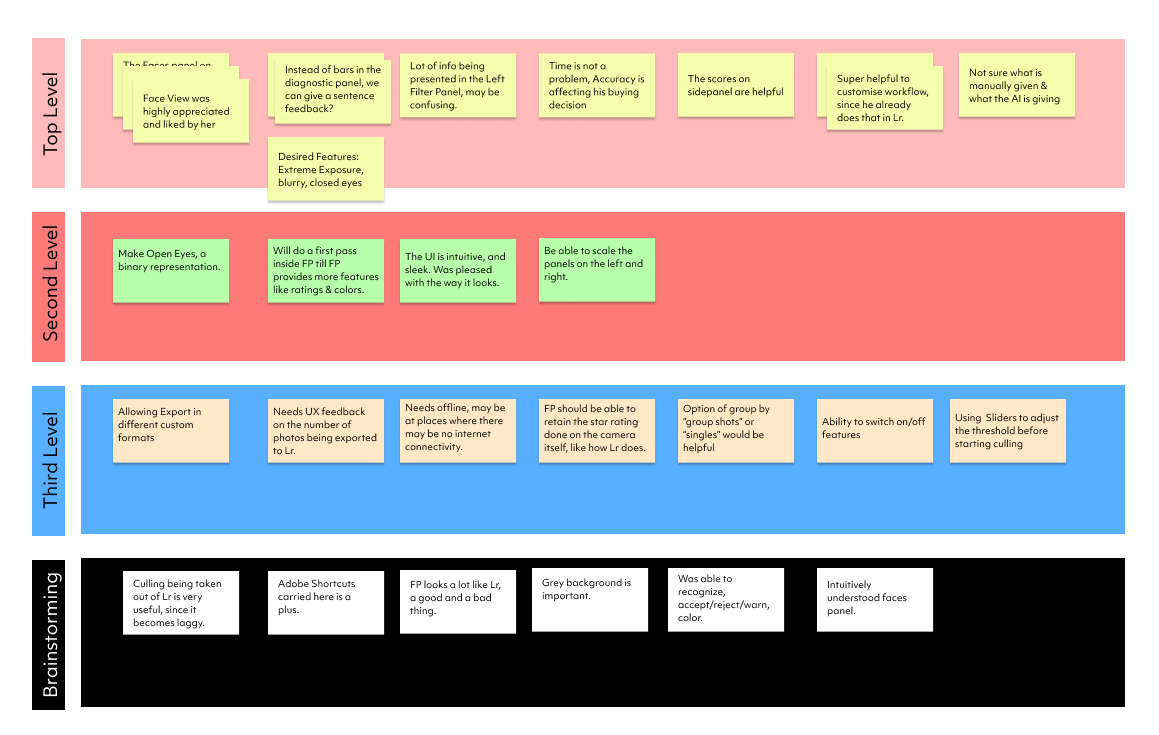 Top Level
The Faces panel on
Face View was
highly appreciated
and liked by her
Instead of bars in the
diagnostic panel, we
can give a sentence
feedback?
Lot of info being
presented in the Left
Filter Panel, may be
confusing.
Time is not a
problem, Accuracy is
affecting his buying
decision
The scores on
sidepanel are helpful
Super helpful to
customise workflow,
since he already
does that in Lr.
Not sure what is
manually given &
what the AI is giving
Desired Features:
Extreme Exposure,
blurry, closed eyes
Second Level
Make Open Eyes, a
binary representation.
Will do a first pass
inside FP till FP
provides more features
like ratings & colors.
The UI is intuitive, and
sleek. Was pleased
with the way it looks.
Be able to scale the
panels on the left and
right.
Third Level
Allowing Export in
different custom
formats
Needs UX feedback
on the number of
photos being exported
to Lr.
Needs offline, may be
at places where there
may be no internet
connectivity.
FP should be able to
retain the star rating
done on the camera
itself, like how Lr does.
Option of group by
“group shots” or
“singles” would be
helpful
Ability to switch on/off
features
Using Sliders to adjust
the threshold before
starting culling
Brainstorming
Culling being taken
out of Lr is very
useful, since it
becomes laggy.
Adobe Shortcuts
carried here is a
plus.
FP looks a lot like Lr,
a good and a bad
thing.
Grey background is
important.
Was able to
recognize,
accept/reject/warn,
color.
Intuitively
understood faces
panel.